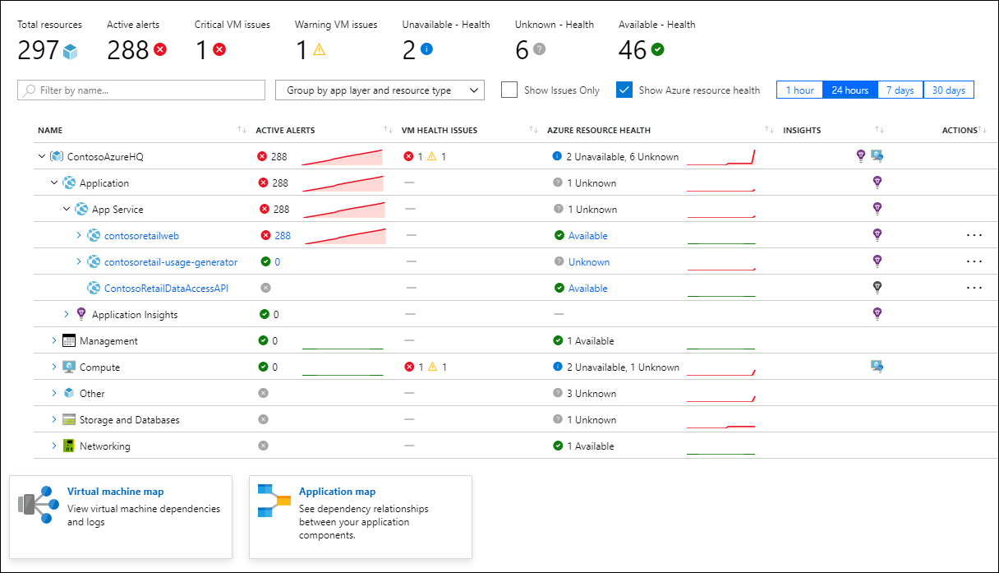 Total resources Active alerts Critical VM issues Warning VM issues Unavailable - Health Unknown - Health Available - Health
297 288 1 1 2 6 46
Filter by name... Group by app layer and resource type Show Issues Only Show Azure resource health 1 hour 24 hours 7 days 30 days
NAME ACTIVE ALERTS VM HEALTH ISSUES AZURE RESOURCE HEALTH INSIGHTS ACTIONS
ContosoAzureHQ 288 1 1 2 Unavailable, 6 Unknown
Application 288 — 1 Unknown
App Service 288 — 1 Unknown
contosoretailweb 288 — Available ...
contosoretail-usage-generator 0 — Unknown ...
ContosoRetailDataAccessAPI — Available ...
Application Insights 0 — —
Management 0 — 1 Available
Compute 0 1 1 2 Unavailable, 1 Unknown
Other — 3 Unknown
Storage and Databases — 1 Unknown
Networking — 1 Available
Virtual machine map
View virtual machine dependencies
and logs
Application map
See dependency relationships
between your application
components.